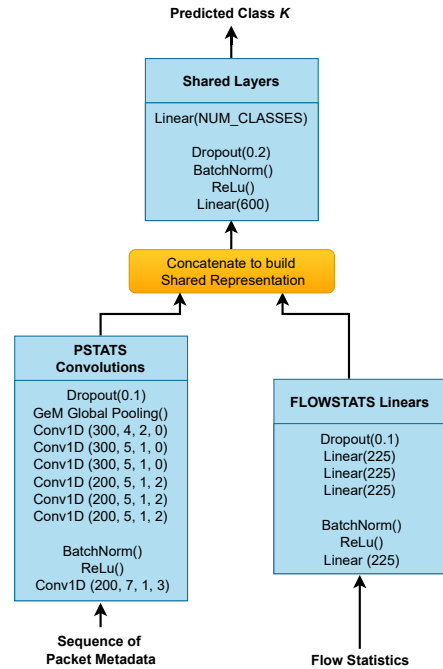 Predicted Class K
Shared Layers
Linear(NUM_CLASSES)
Dropout(0.2)
BatchNorm()
ReLu()
Linear(600)
Concatenate to build
Shared Representation
PSTATS
Convolutions
Dropout(0.1)
GeM Global Pooling()
Conv1D (300, 4, 2, 0)
Conv1D (300, 5, 1, 0)
Conv1D (300, 5, 1, 0)
Conv1D (200, 5, 1, 2)
Conv1D (200, 5, 1, 2)
Conv1D (200, 5, 1, 2)
BatchNorm()
ReLu()
Conv1D (200, 7, 1, 3)
Sequence of
Packet Metadata
FLOWSTATS Linears
Dropout(0.1)
Linear(225)
Linear(225)
Linear(225)
BatchNorm()
ReLu()
Linear (225)
Flow Statistics